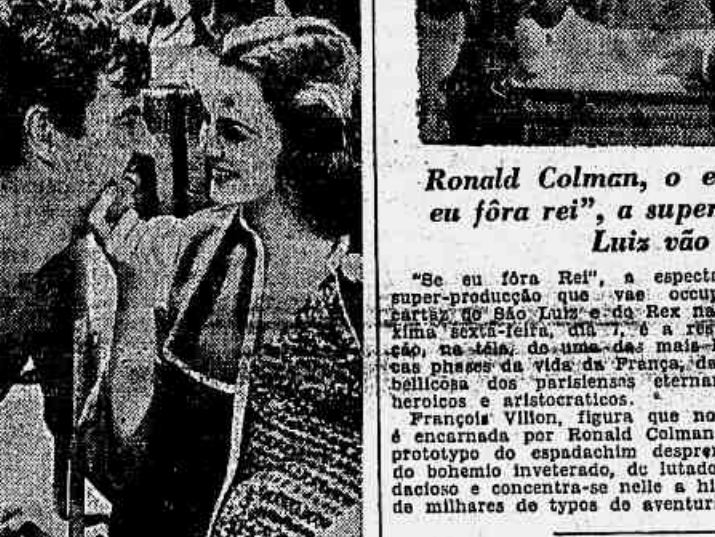 Ronald Colman, o e
eu fôra rei", a super
Luiz vão
"Se eu fôra Rei", a espect
super-producção que vae occup
cartaz do São Luiz e do Rex na
xima sexta-feira, dia 7, é a res
ção, na téla, de uma das mais
cas phases da vida da França, da
bellicosa dos parisienses eterna
heroicos e aristocraticos.
François Villon, figura que no
é encarnada por Ronald Colman
prototypo do espadachim despre
do bohemio inveterado, do lutado
dacioso e concentra-se nelle a hi
de milhares de typos de aventur